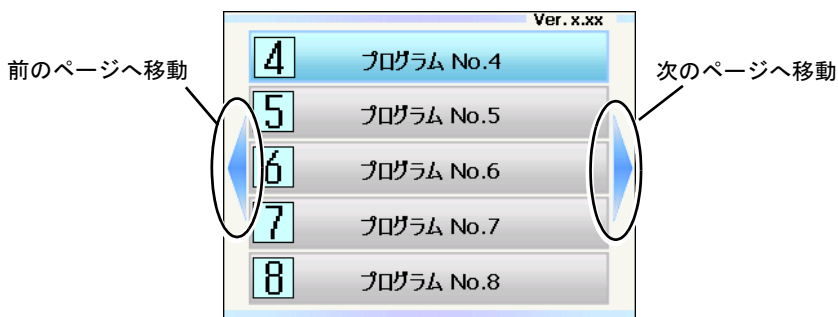 Ver. x.xx
4 プログラム No.4
前のページへ移動
次のページへ移動
5 プログラム No.5
6 プログラム No.6
7 プログラム No.7
8 プログラム No.8